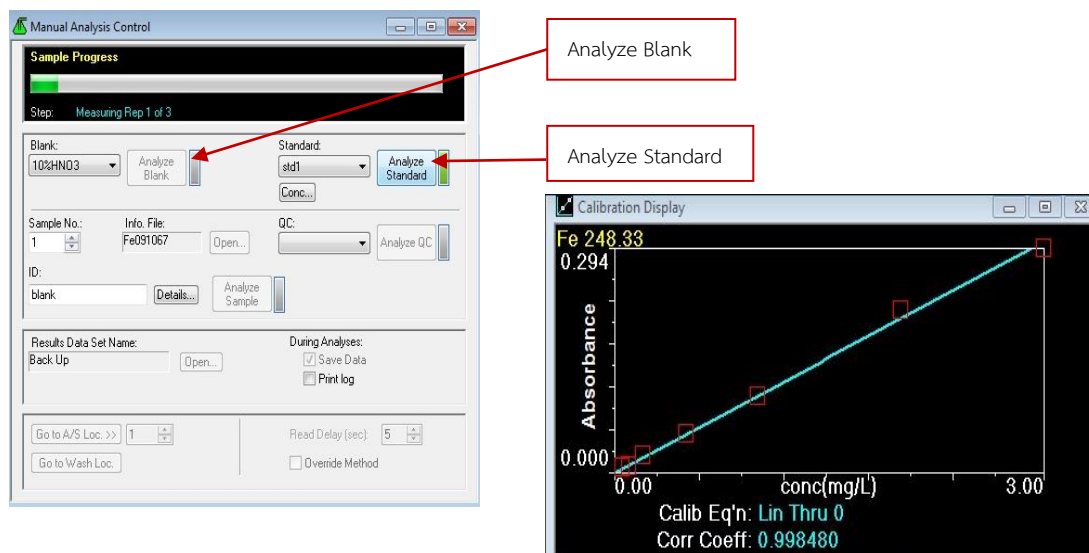 Manual Analysis Control
Sample Progress
Step: Measuring Rep 1 of 3
Blank:
10%HNO3
Analyze
Blank
Standard:
std1
Analyze
Standard
Conc...
Sample No.:
1
Info. File:
Fe091067
Open...
QC:
Analyze QC
ID:
blank
Details...
Analyze
Sample
Results Data Set Name:
Back Up
Open...
During Analyses:
Save Data
Print log
Go to A/S Loc. >> 1
Read Delay (sec): 5
Go to Wash Loc.
Override Method
Analyze Blank
Analyze Standard
Calibration Display
Fe 248.33
0.294
Absorbance
0.000
0.00
conc(mg/L)
3.00
Calib Eq'n: Lin Thru 0
Corr Coeff: 0.998480